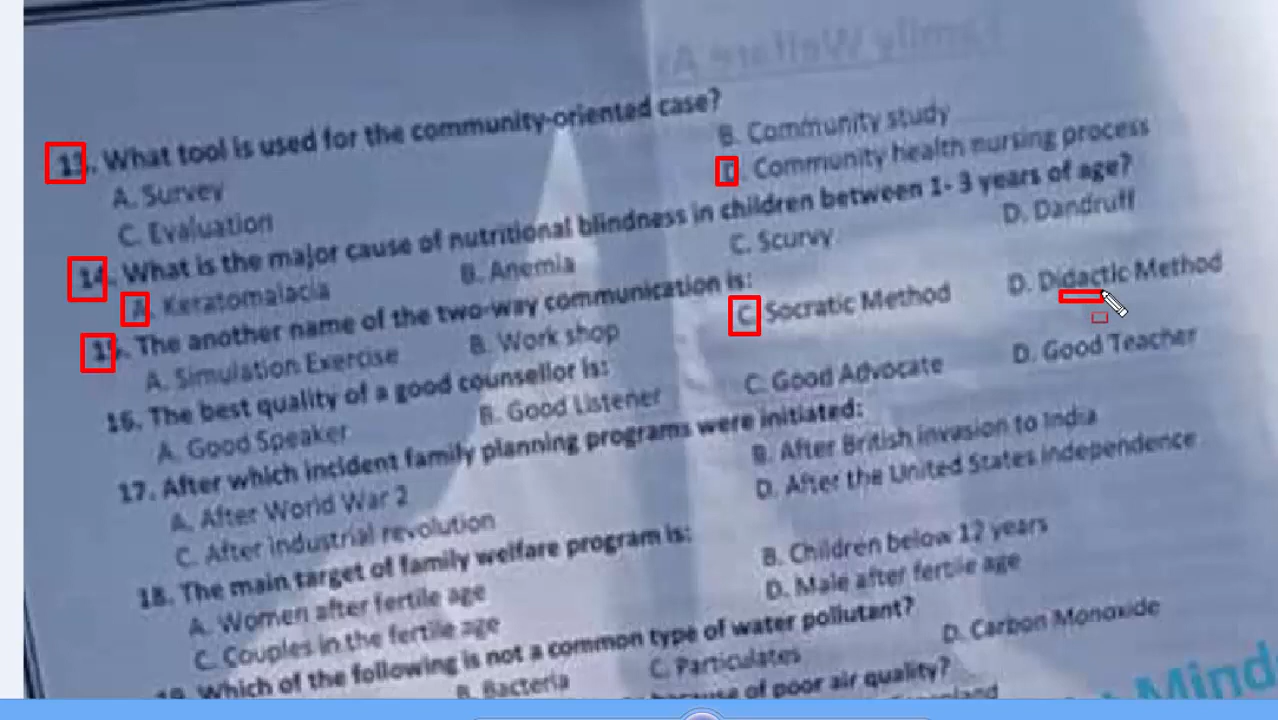 Family Welfare
13. What tool is used for the community-oriented case?
A. Survey B. Community study
C. Evaluation D. Community health nursing process
14. What is the major cause of nutritional blindness in children between 1- 3 years of age?
A. Keratomalacia B. Anemia C. Scurvy D. Dandruff
15. The another name of the two-way communication is:
A. Simulation Exercise B. Work shop C. Socratic Method D. Didactic Method
16. The best quality of a good counsellor is:
A. Good Speaker B. Good Listener C. Good Advocate D. Good Teacher
17. After which incident family planning programs were initiated:
A. After World War 2 B. After British invasion to India
C. After industrial revolution D. After the United States independence
18. The main target of family welfare program is:
A. Women after fertile age B. Children below 12 years
C. Couples in the fertile age D. Male after fertile age
19. Which of the following is not a common type of water pollutant?
B. Bacteria C. Particulates D. Carbon Monoxide
because of poor air quality?
Mind